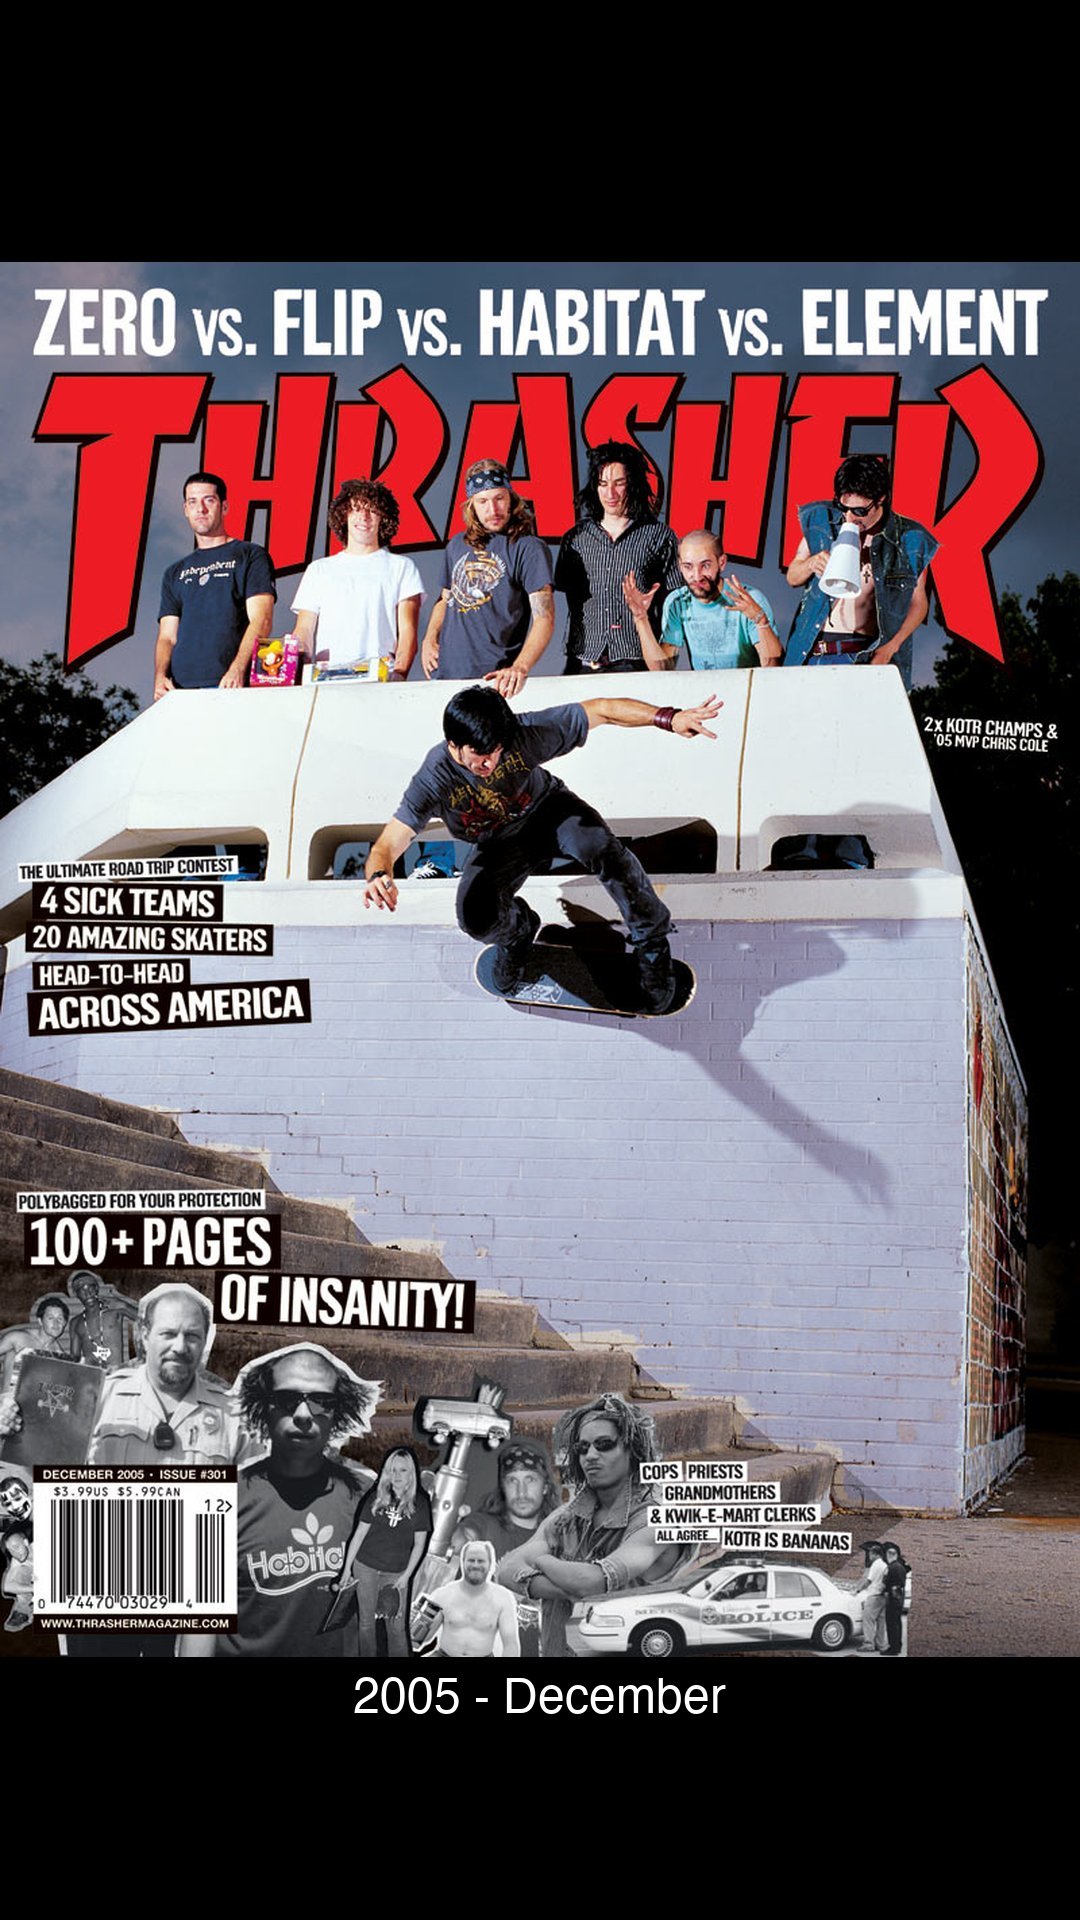 ZERO VS. FLIP VS. HABITAT VS. ELEMENT
THRASHER
Independent
2X KOTR CHAMPS &
'05 MVP CHRIS COLE
THE ULTIMATE ROAD TRIP CONTEST
4 SICK TEAMS
20 AMAZING SKATERS
HEAD-TO-HEAD
ACROSS AMERICA
POLYBAGGED FOR YOUR PROTECTION
100+ PAGES
OF INSANITY!
DECEMBER 2005 • ISSUE #301
$3.99US $5.99CAN
12>
0 74470 03029 4
WWW.THRASHERMAGAZINE.COM
Habita
COPS PRIESTS
GRANDMOTHERS
& KWIK-E-MART CLERKS
ALL AGREE... KOTR IS BANANAS
POLICE
2005 - December